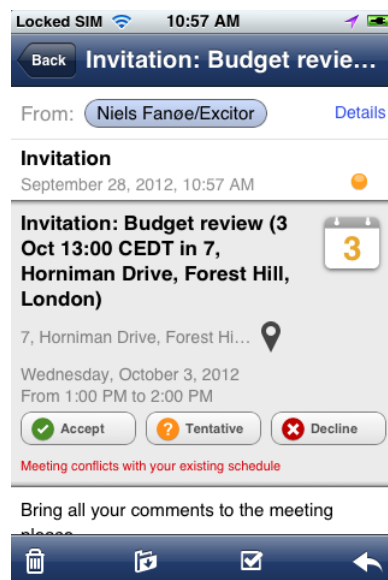 Locked SIM 10:57 AM
Back Invitation: Budget revie...
From: Niels Fanøe/Excitor Details
Invitation
September 28, 2012, 10:57 AM
Invitation: Budget review (3
Oct 13:00 CEDT in 7,
Horniman Drive, Forest Hill,
London)
3
7, Horniman Drive, Forest Hi...
Wednesday, October 3, 2012
From 1:00 PM to 2:00 PM
Accept ? Tentative Decline
Meeting conflicts with your existing schedule
Bring all your comments to the meeting